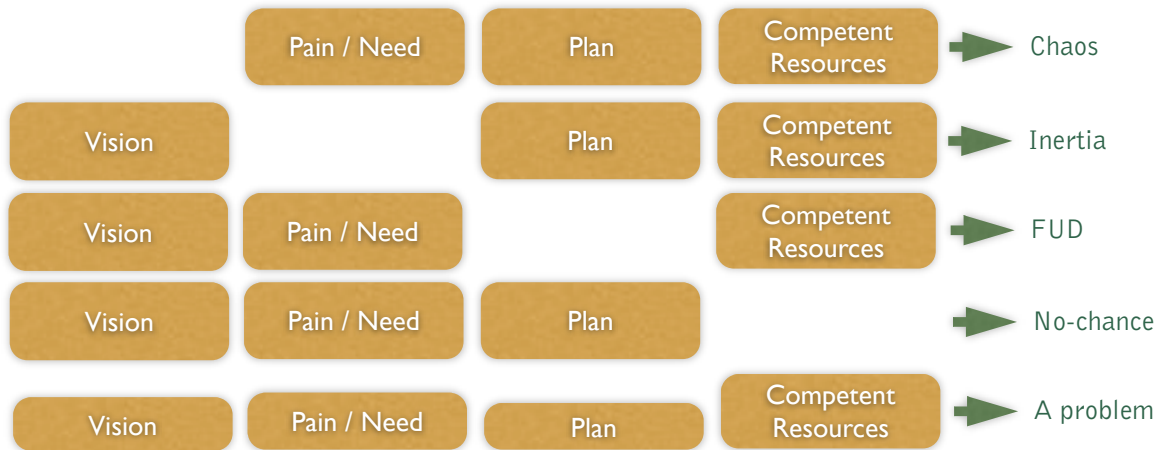 Pain / Need Plan Competent
Resources Chaos
Vision Plan Competent
Resources Inertia
Vision Pain / Need Competent
Resources FUD
Vision Pain / Need Plan No-chance
Vision Pain / Need Plan Competent
Resources A problem